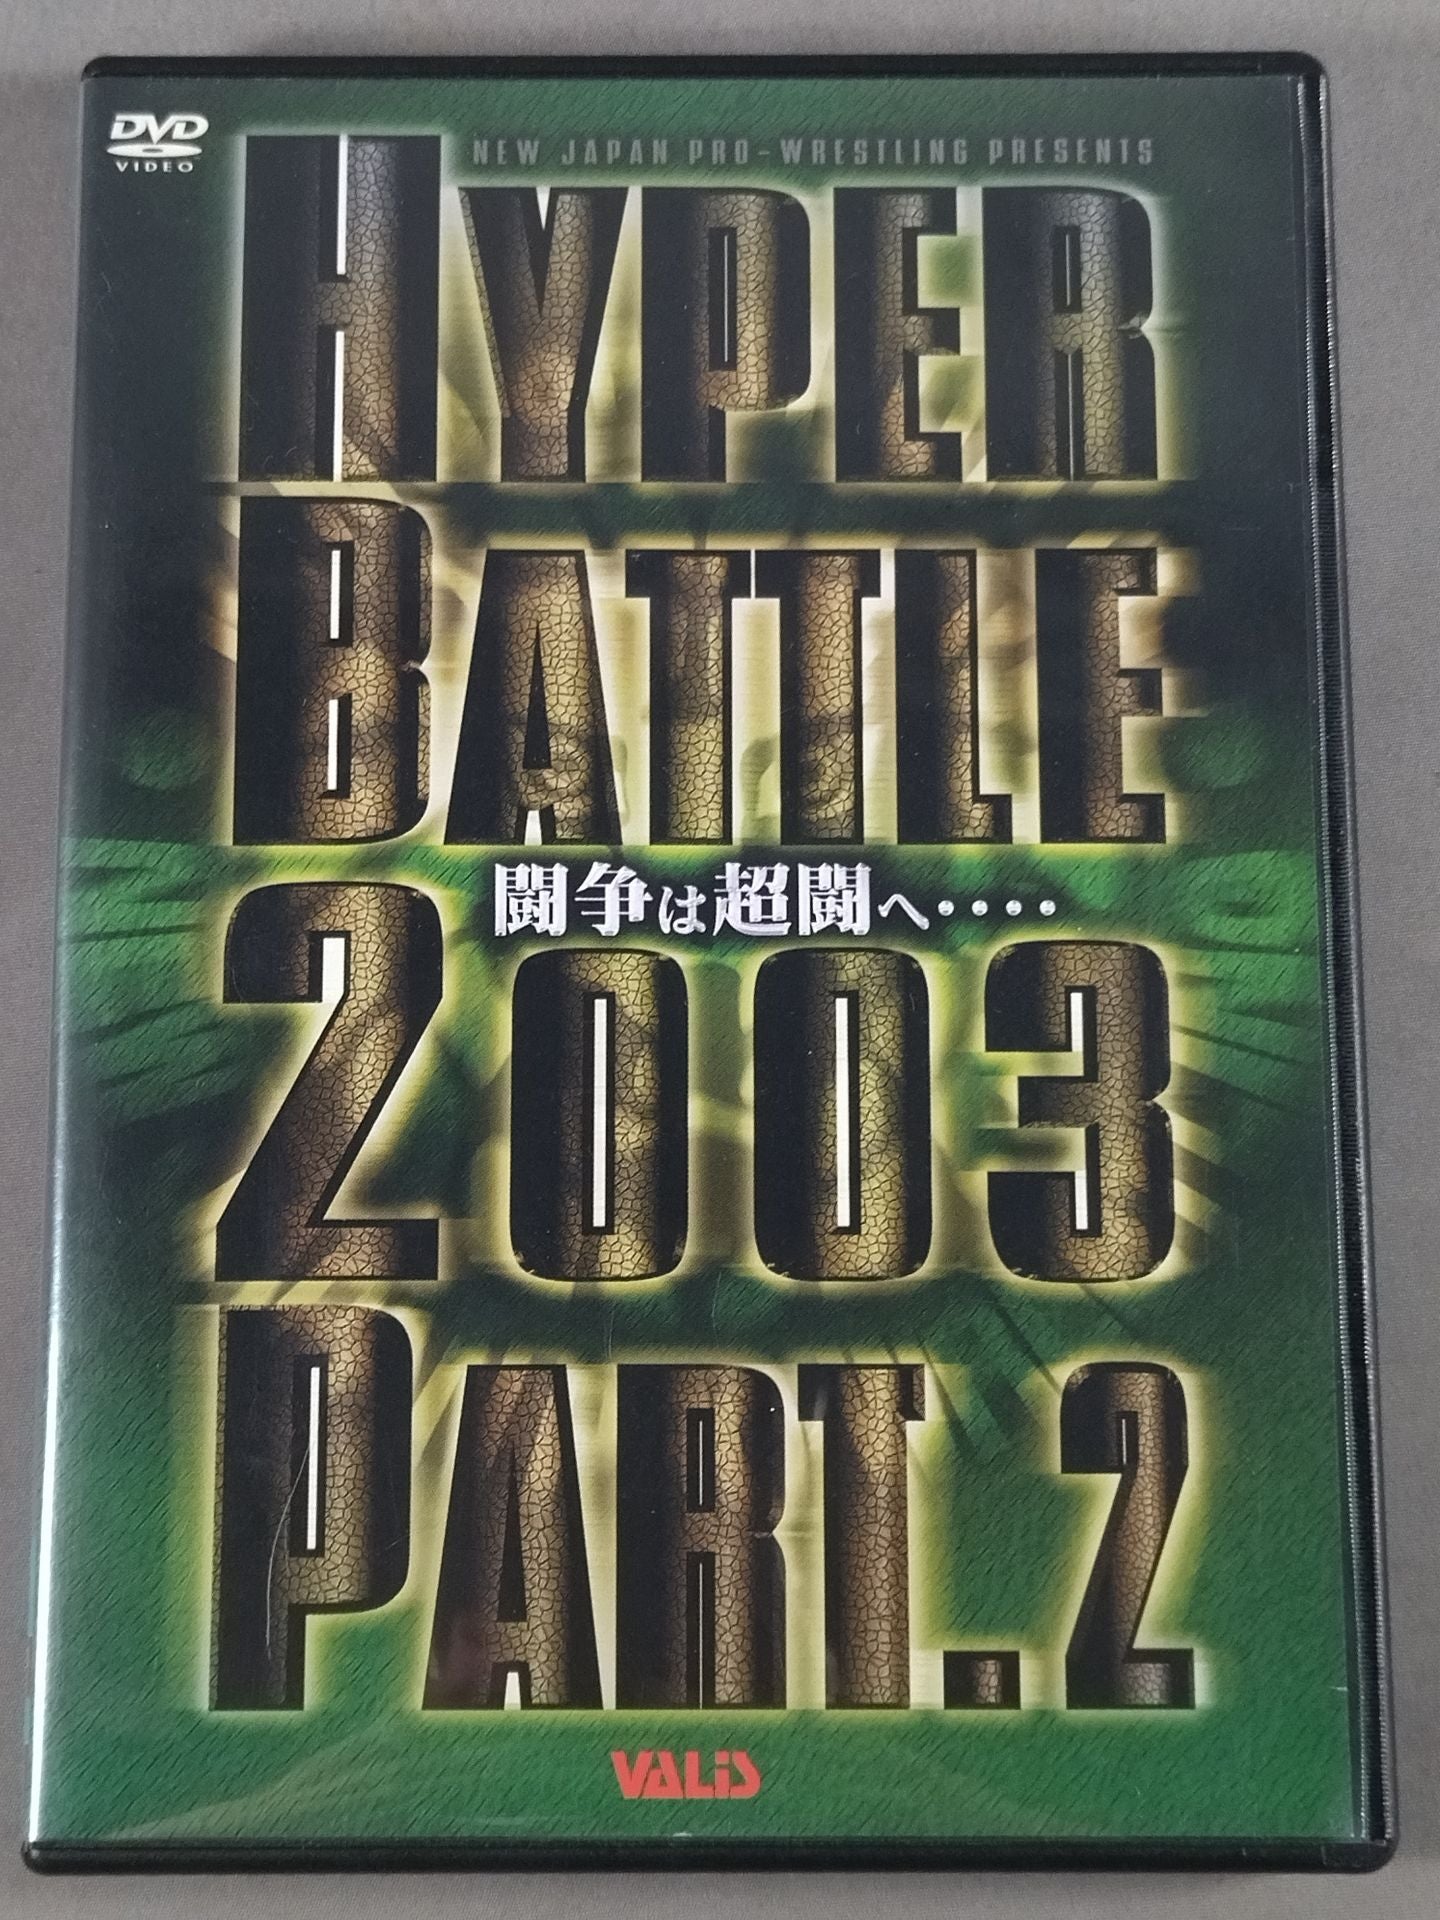 DVD
VIDEO
NEW JAPAN PRO-WRESTLING PRESENTS
HYPER
BATTLE
闘争は超闘へ････
2003
PART.2
VALIS